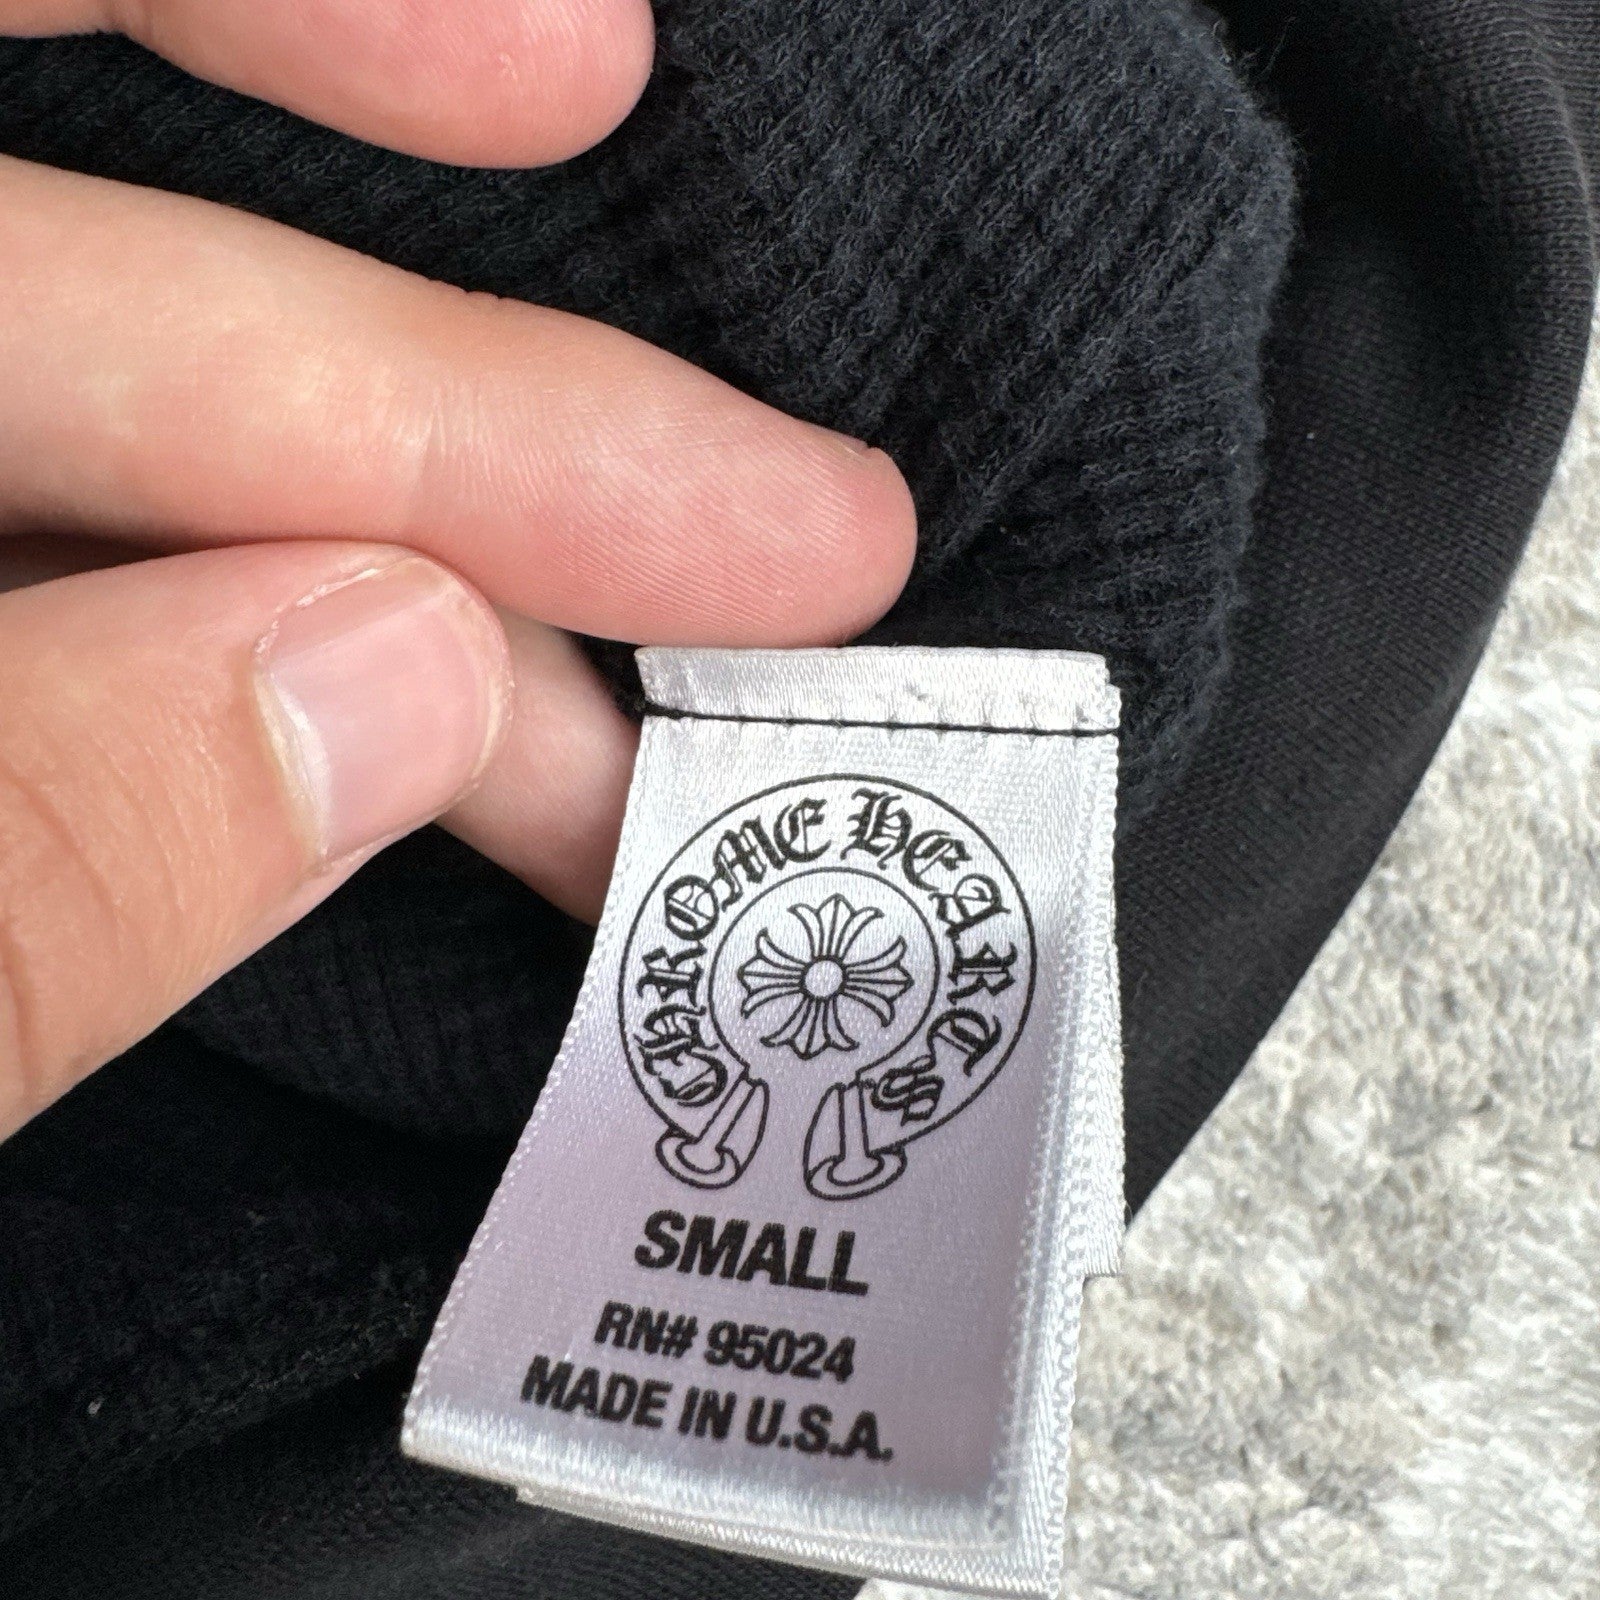 CHROME HEARTS
SMALL
RN# 95024
MADE IN U.S.A.